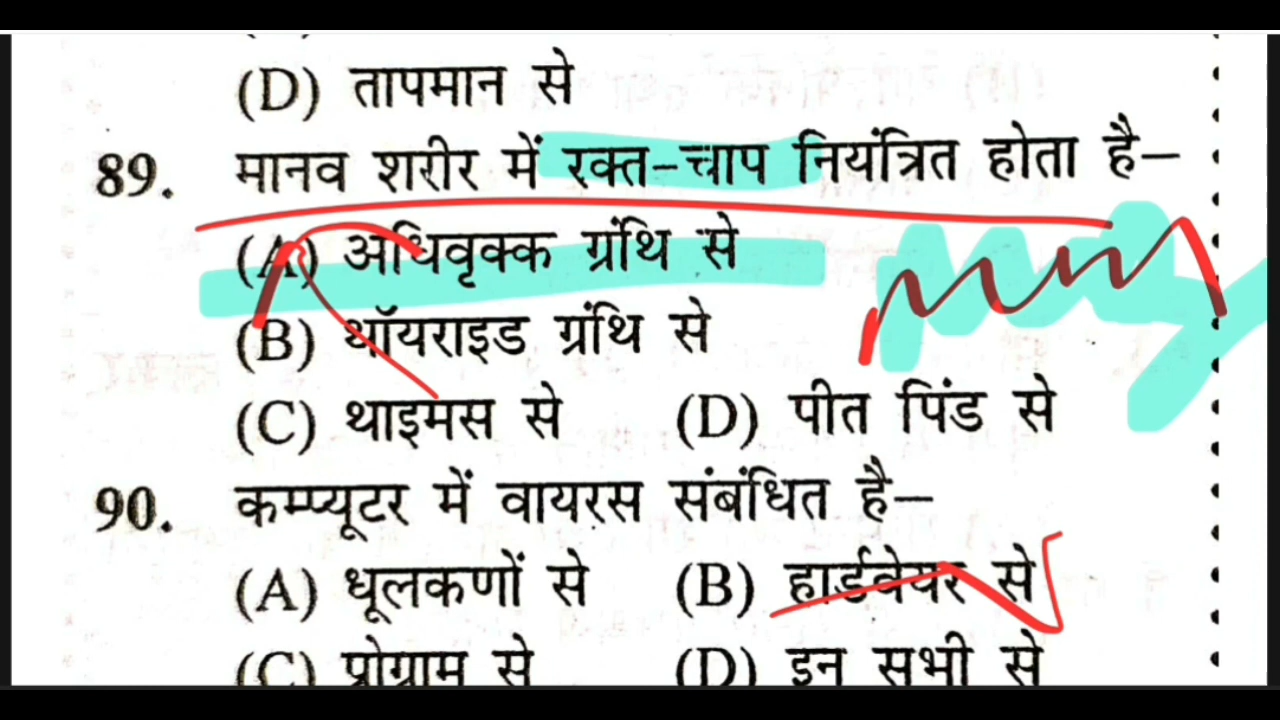 (D) तापमान से
89. मानव शरीर में रक्त-चाप नियंत्रित होता है–
(A) अधिवृक्क ग्रंथि से
(B) थॉयराइड ग्रंथि से
(C) थाइमस से (D) पीत पिंड से
90. कम्प्यूटर में वायरस संबंधित है–
(A) धूलकणों से (B) हार्डवेयर से
(C) प्रोग्राम से (D) इन सभी से